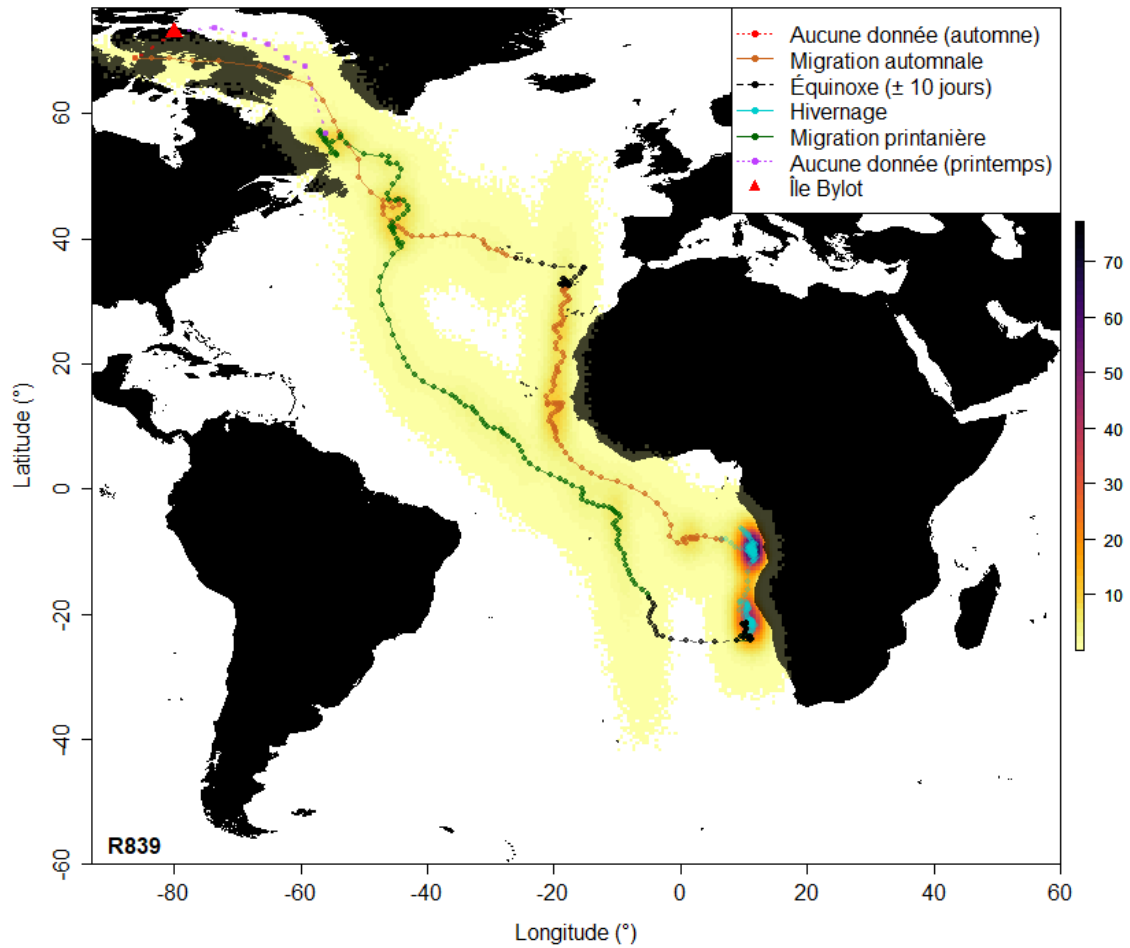 Aucune donnée (automne)
Migration automnale
Équinoxe (± 10 jours)
Hivernage
Migration printanière
Aucune donnée (printemps)
Île Bylot
60
40
20
0
-20
-40
-60
Latitude (°)
70
60
50
40
30
20
10
R839
-80 -60 -40 -20 0 20 40 60
Longitude (°)